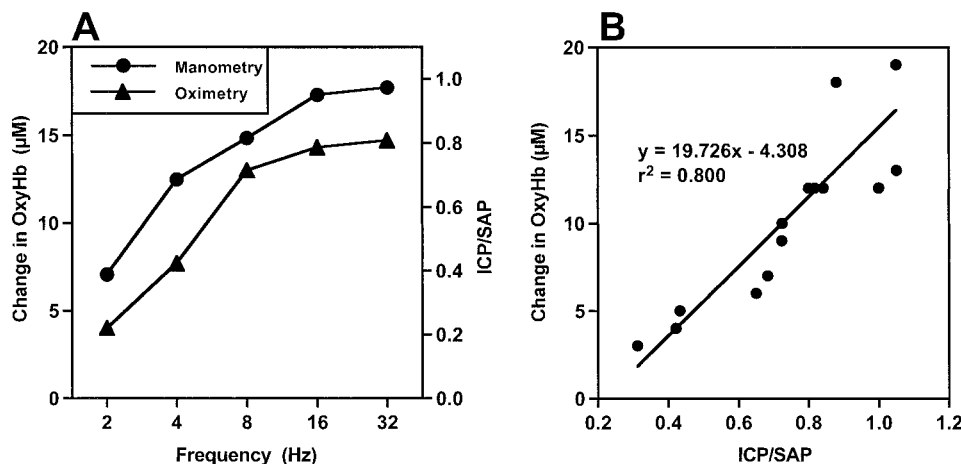 A
20
15
10
5
0
Change in OxyHb (µM)
Manometry
Oximetry
1.0
0.8
0.6
0.4
0.2
0.0
ICP/SAP
2 4 8 16 32
Frequency (Hz)
B
20
15
10
5
0
Change in OxyHb (µM)
y = 19.726x - 4.308
r² = 0.800
0.2 0.4 0.6 0.8 1.0 1.2
ICP/SAP